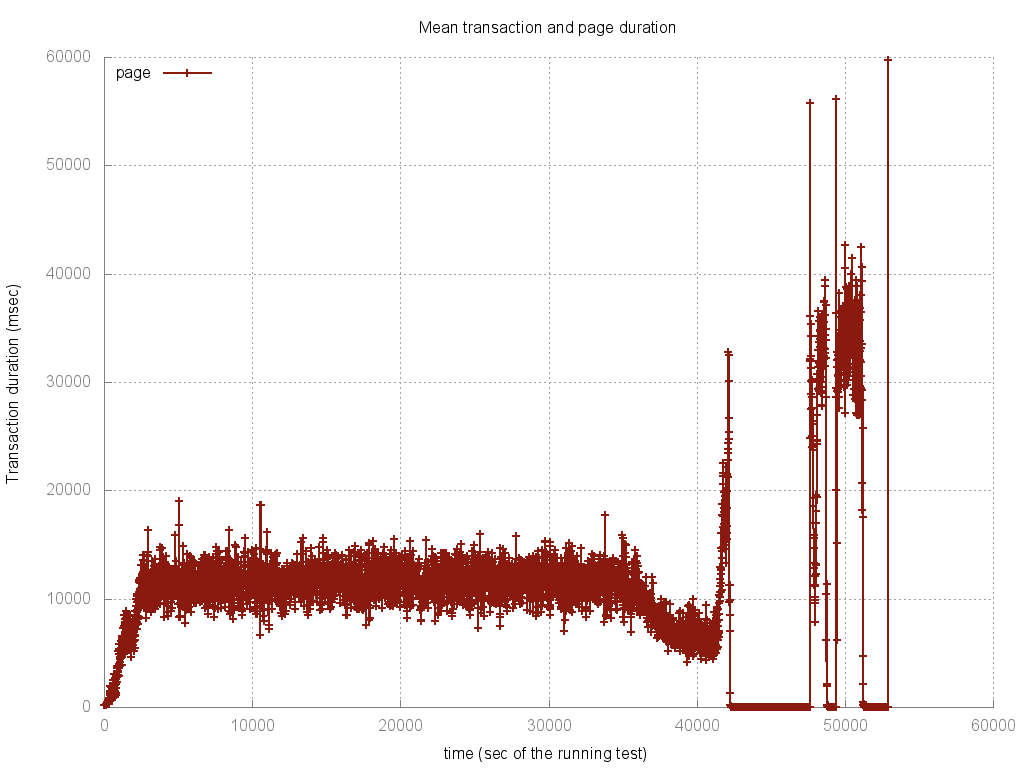 Mean transaction and page duration
60000
page
50000
40000
30000
20000
10000
0
Transaction duration (msec)
0 10000 20000 30000 40000 50000 60000
time (sec of the running test)